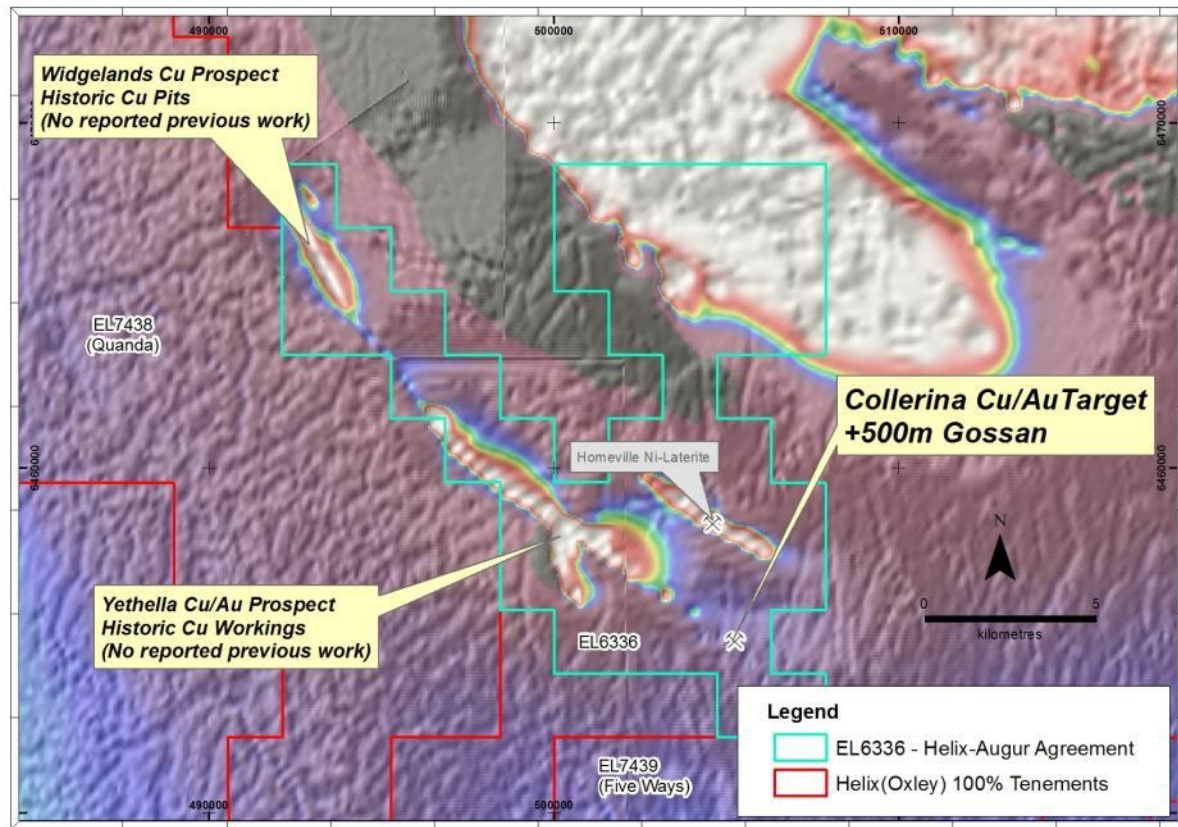 490000
500000
510000
Widgelands Cu Prospect
Historic Cu Pits
(No reported previous work)
6470000
6470000
EL7438
(Quanda)
Collerina Cu/AuTarget
+500m Gossan
Homeville Ni-Laterite
6460000
6460000
N
Yethella Cu/Au Prospect
Historic Cu Workings
(No reported previous work)
0
5
kilometres
EL6336
Legend
EL6336 - Helix-Augur Agreement
Helix(Oxley) 100% Tenements
EL7439
(Five Ways)
490000
500000